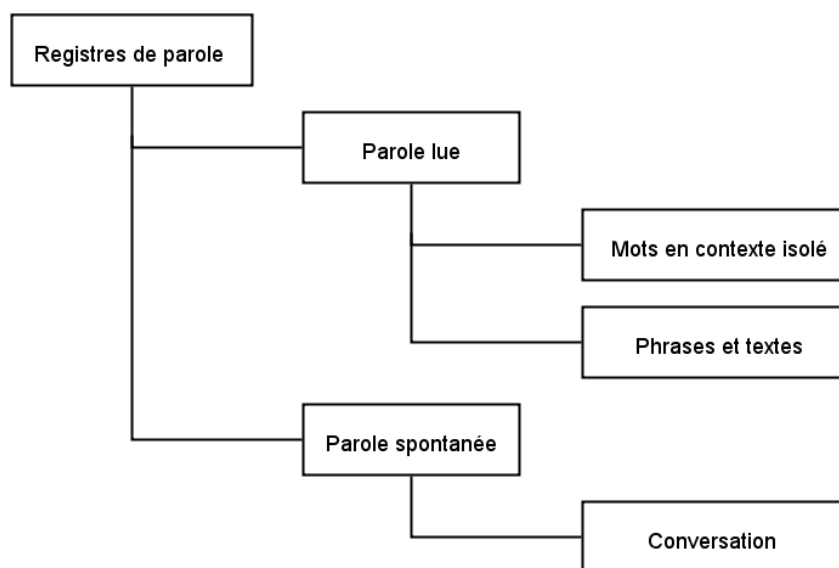 Registres de parole
Parole lue
Mots en contexte isolé
Phrases et textes
Parole spontanée
Conversation